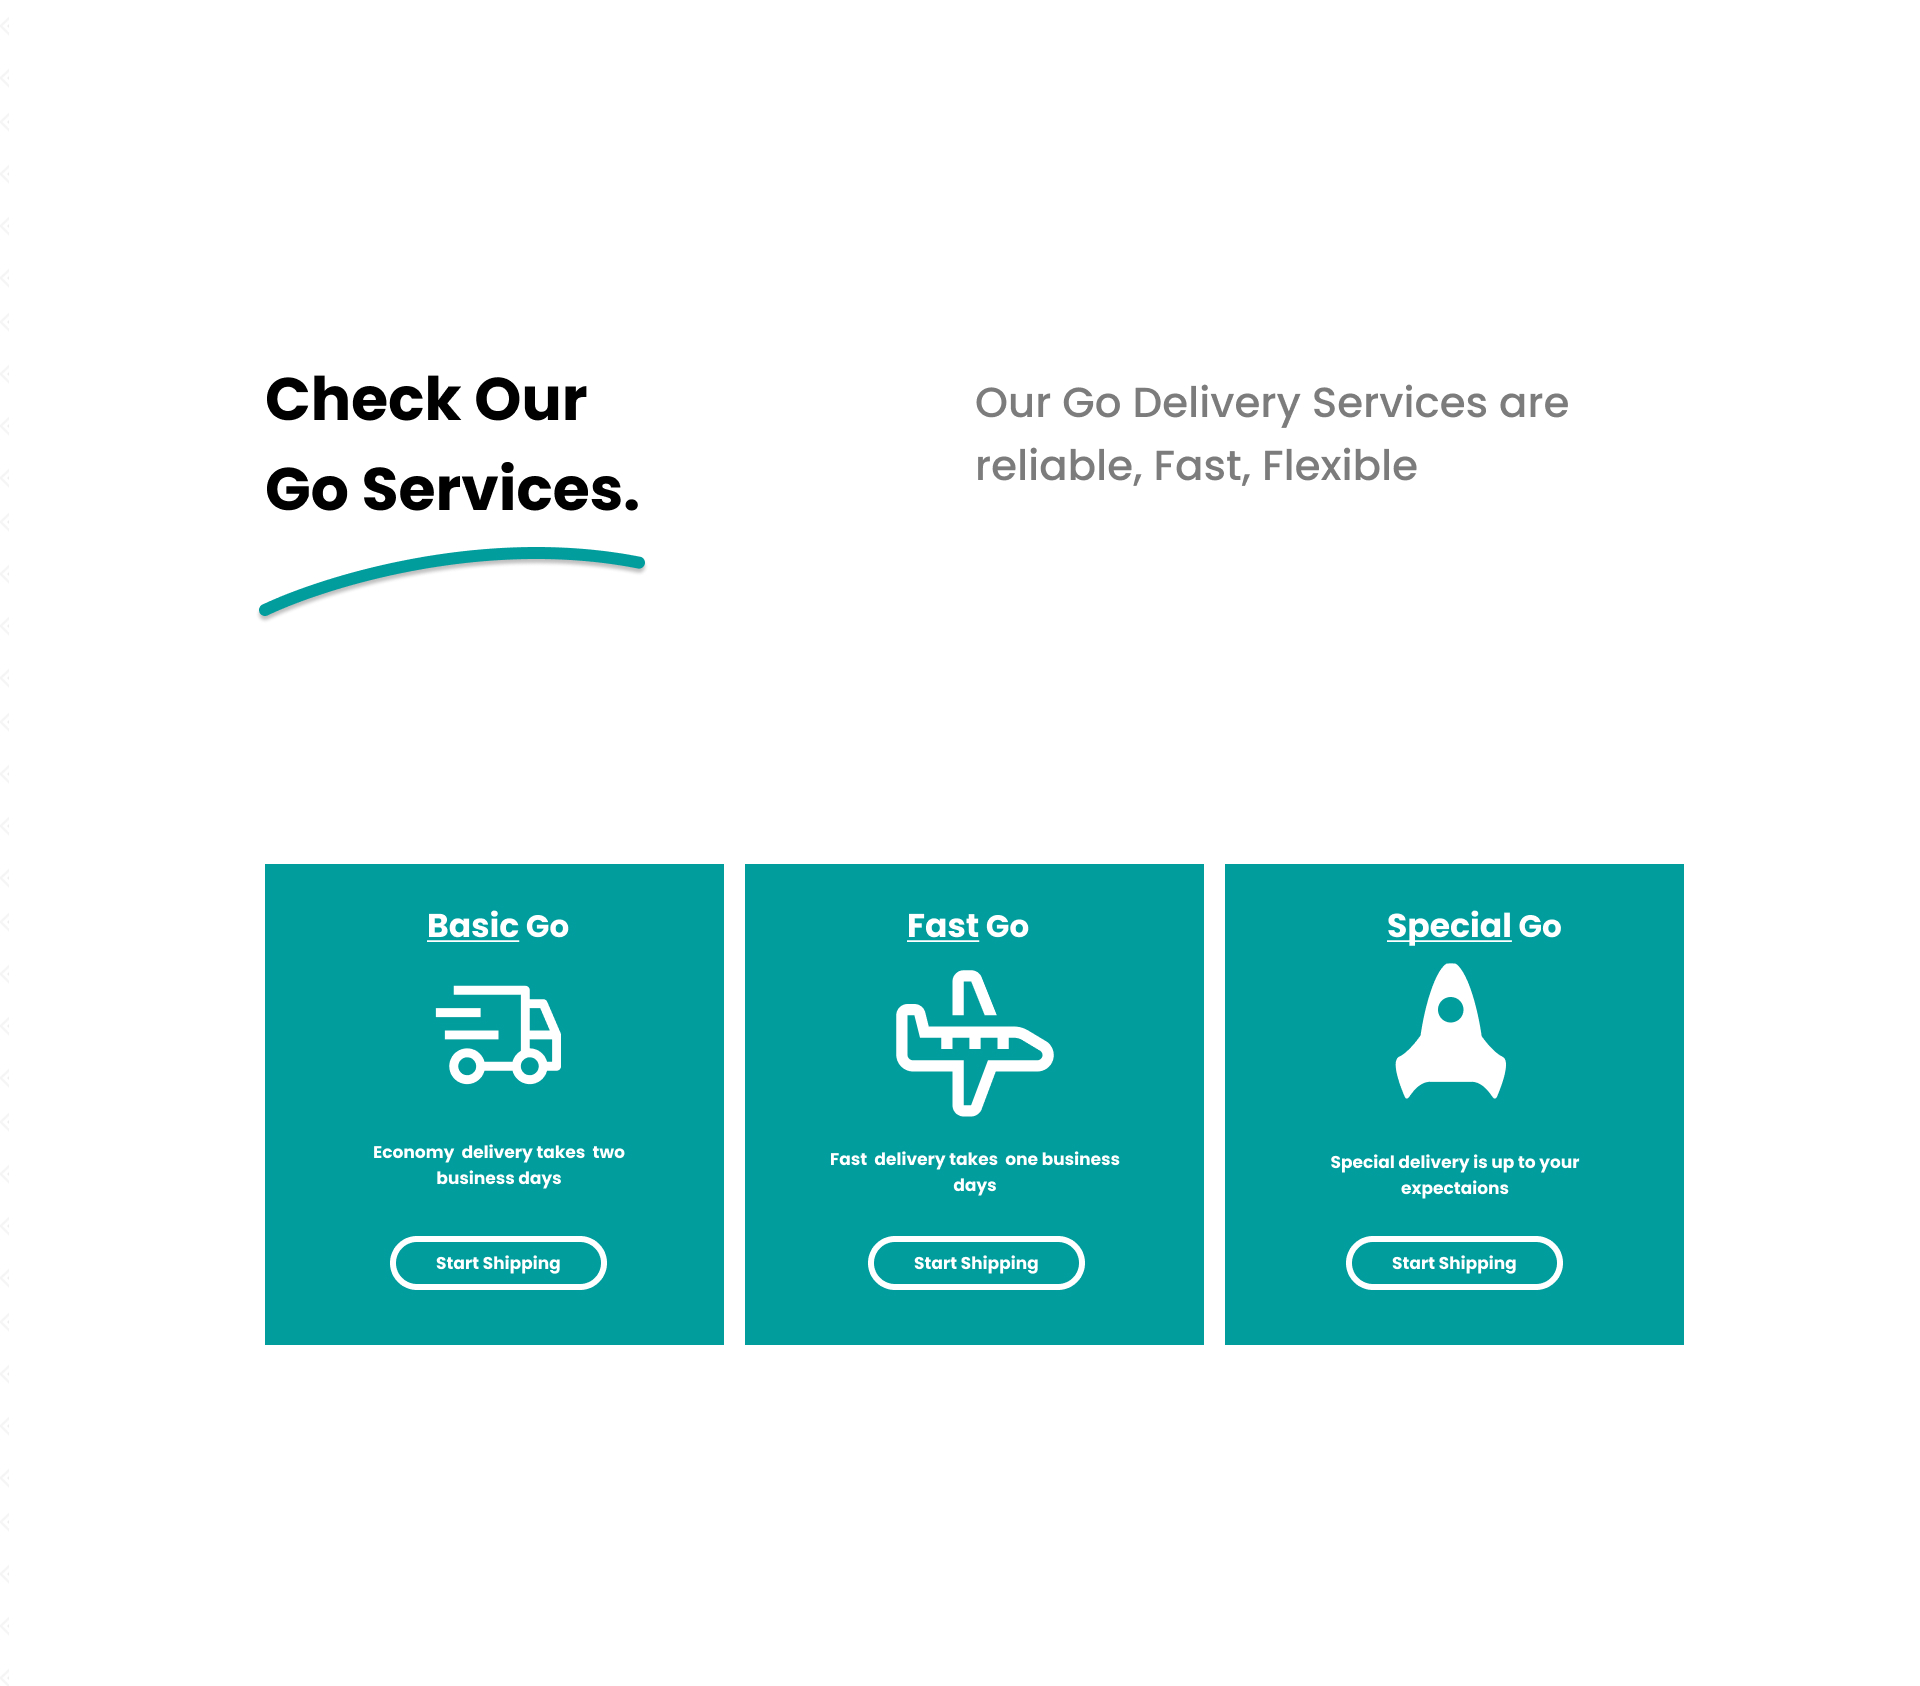 Check Our
Go Services.
Our Go Delivery Services are
reliable, Fast, Flexible
Basic Go
Economy delivery takes two
business days
Start Shipping
Fast Go
Fast delivery takes one business
days
Start Shipping
Special Go
Special delivery is up to your
expectaions
Start Shipping